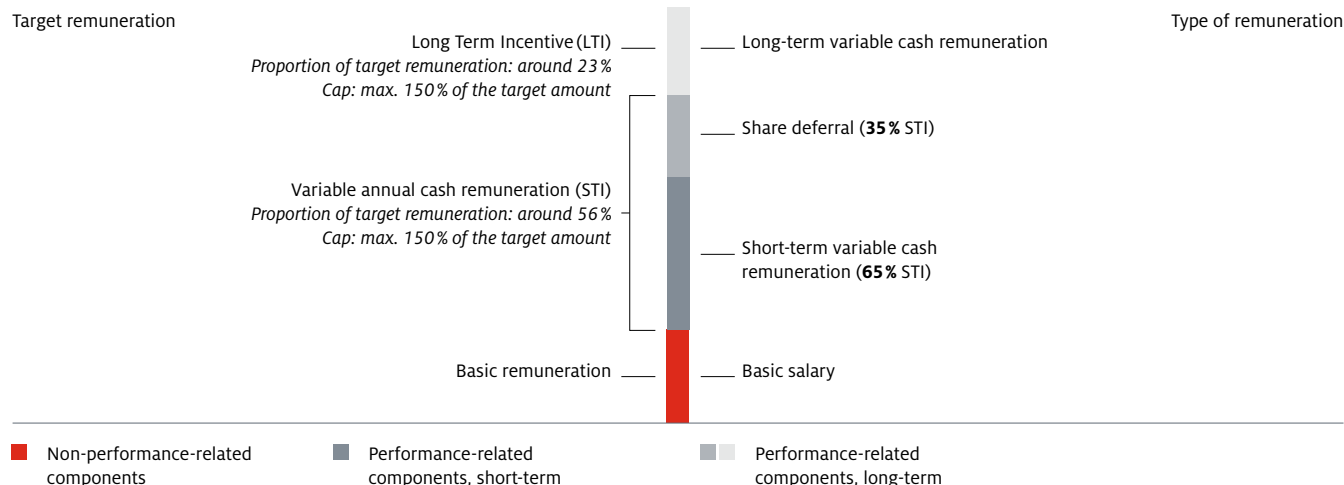 Target remuneration
Type of remuneration
Long Term Incentive (LTI)
Proportion of target remuneration: around 23 %
Cap: max. 150 % of the target amount
Long-term variable cash remuneration
Share deferral (35 % STI)
Variable annual cash remuneration (STI)
Proportion of target remuneration: around 56 %
Cap: max. 150 % of the target amount
Short-term variable cash
remuneration (65 % STI)
Basic remuneration
Basic salary
Non-performance-related
components
Performance-related
components, short-term
Performance-related
components, long-term